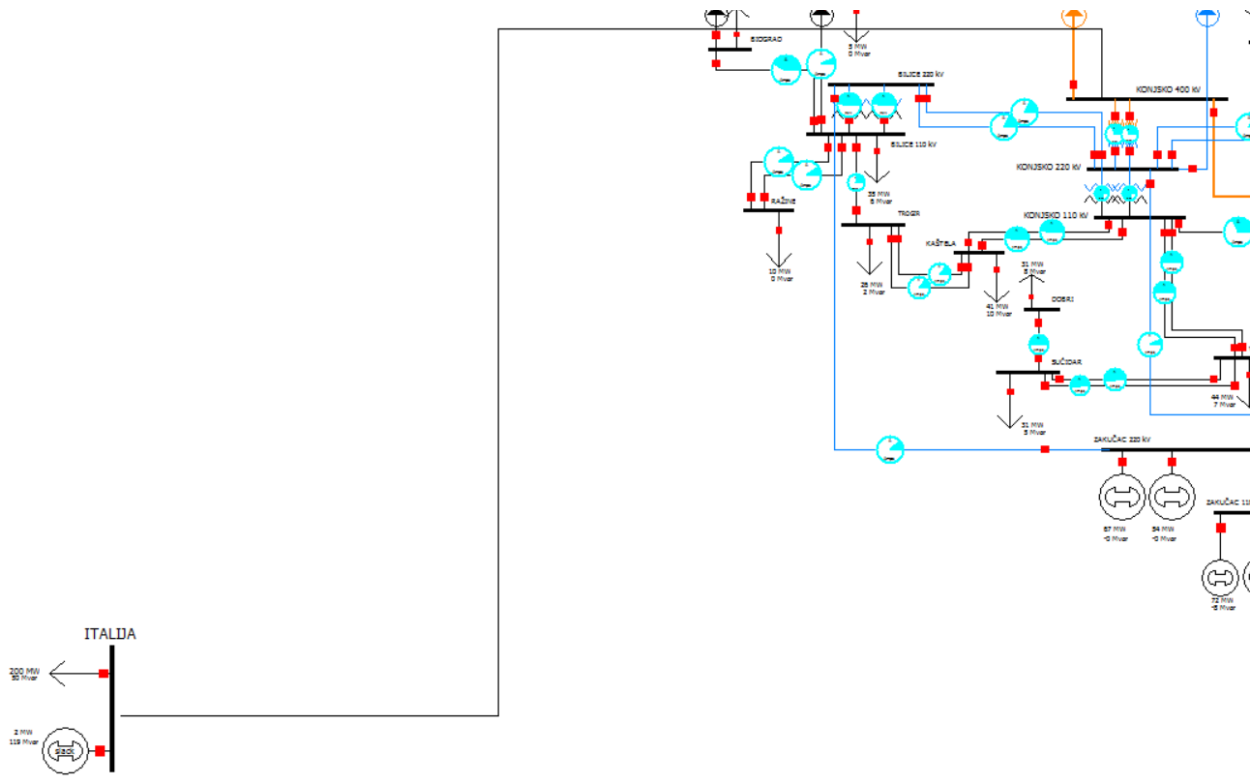 BIOGRAD
5 MW
0 Mvar
BILICE 220 kV
KONJSKO 400 kV
BILICE 110 kV
KONJSKO 220 kV
35 MW
6 Mvar
RAŽINE
TROGIR
KONJSKO 110 kV
KAŠTELA
10 MW
0 Mvar
26 MW
2 Mvar
31 MW
5 Mvar
41 MW
10 Mvar
DOBRI
SUĆIDAR
44 MW
7 Mvar
31 MW
5 Mvar
ZAKUČAC 220 kV
67 MW
-0 Mvar
94 MW
-0 Mvar
ZAKUČAC 11
72 MW
-5 Mvar
ITALIJA
200 MW
50 Mvar
2 MW
119 Mvar
slack